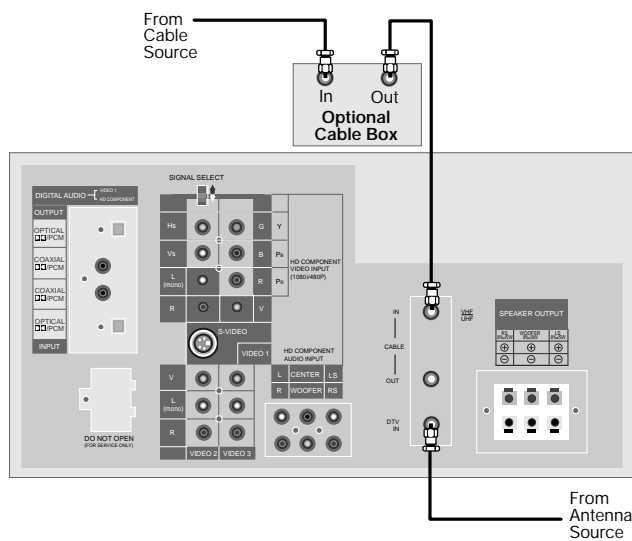 From
Cable
Source
In Out
Optional
Cable Box
SIGNAL SELECT
DIGITAL AUDIO
VIDEO 1
HD COMPONENT
OUTPUT
OPTICAL
/PCM
COAXIAL
/PCM
COAXIAL
/PCM
OPTICAL
/PCM
INPUT
Hs G Y
Vs B PB
L
(mono)
R PR
R V
HD COMPONENT
VIDEO INPUT
(1080i/480P)
S-VIDEO
VIDEO 1
HD COMPONENT
AUDIO INPUT
L CENTER LS
R WOOFER RS
V
L
(mono)
R
VIDEO 2 VIDEO 3
DO NOT OPEN
(FOR SERVICE ONLY)
IN
CABLE
OUT
DTV
IN
SPEAKER OUTPUT
RS WOOFER LS
From
Antenna
Source